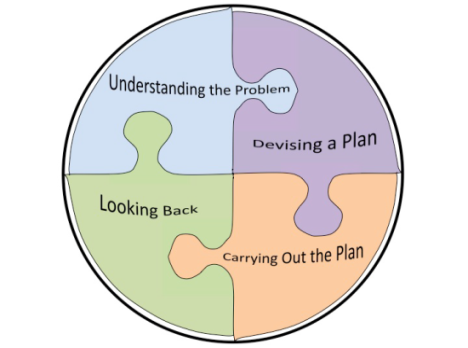 Understanding the Problem
Devising a Plan
Looking Back
Carrying Out the Plan